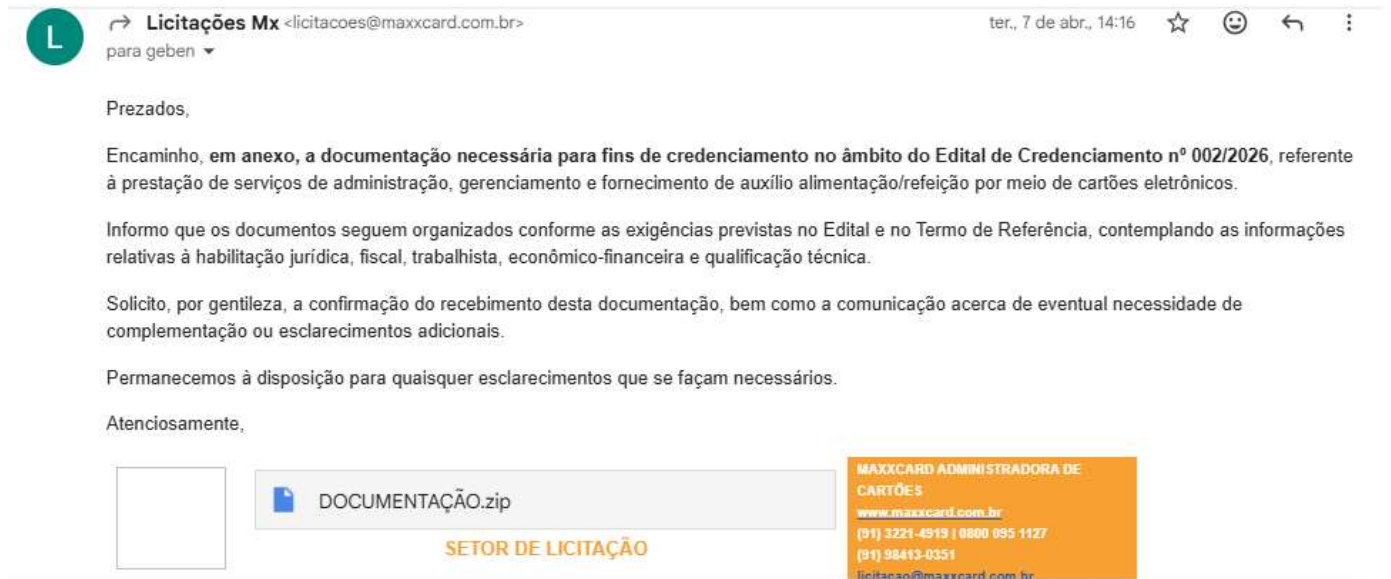 L
Licitações Mx <licitacoes@maxxcard.com.br>
ter., 7 de abr., 14:16
para geben
Prezados,
Encaminho, em anexo, a documentação necessária para fins de credenciamento no âmbito do Edital de Credenciamento nº 002/2026, referente
à prestação de serviços de administração, gerenciamento e fornecimento de auxílio alimentação/refeição por meio de cartões eletrônicos.
Informo que os documentos seguem organizados conforme as exigências previstas no Edital e no Termo de Referência, contemplando as informações
relativas à habilitação jurídica, fiscal, trabalhista, econômico-financeira e qualificação técnica.
Solicito, por gentileza, a confirmação do recebimento desta documentação, bem como a comunicação acerca de eventual necessidade de
complementação ou esclarecimentos adicionais.
Permanecemos à disposição para quaisquer esclarecimentos que se façam necessários.
Atenciosamente,
DOCUMENTAÇÃO.zip
SETOR DE LICITAÇÃO
MAXXCARD ADMINISTRADORA DE
CARTÕES
www.maxxcard.com.br
(91) 3221-4919 | 0800 095 1127
(91) 98413-0351
licitacao@maxxcard.com.br